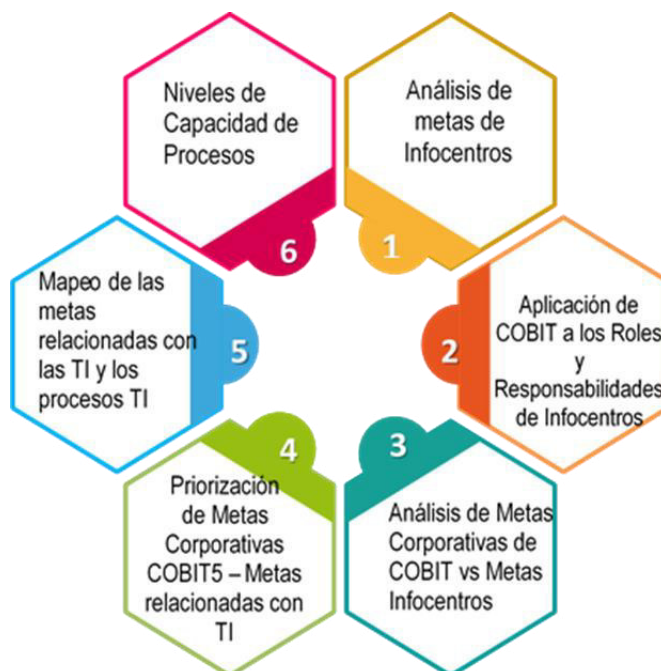 1
Análisis de
metas de
Infocentros
2
Aplicación de
COBIT a los Roles
y
Responsabilidades
de Infocentros
3
Análisis de Metas
Corporativas de
COBIT vs Metas
Infocentros
4
Priorización
de Metas
Corporativas
COBIT5 – Metas
relacionadas con
TI
5
Mapeo de las
metas
relacionadas con
las TI y los
procesos TI
6
Niveles de
Capacidad de
Procesos